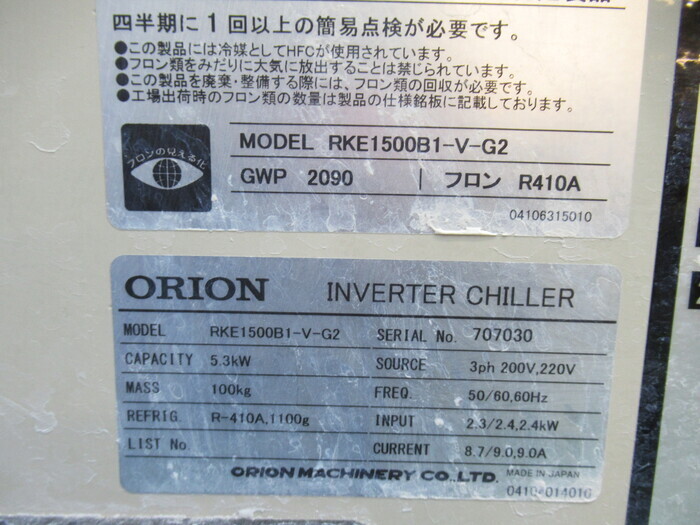 四半期に1回以上の簡易点検が必要です。
●この製品には冷媒としてHFCが使用されています。
●フロン類をみだりに大気に放出することは禁じられています。
●この製品を廃棄・整備する際には、フロン類の回収が必要です。
●工場出荷時のフロン類の数量は製品の仕様銘板に記載しております。
フロンの見える化
MODEL RKE1500B1-V-G2
GWP 2090 フロン R410A
04106315010
ORION INVERTER CHILLER
MODEL RKE1500B1-V-G2 SERIAL No. 707030
CAPACITY 5.3kW SOURCE 3ph 200V,220V
MASS 100kg FREQ. 50/60,60Hz
REFRIG. R-410A,1100g INPUT 2.3/2.4,2.4kW
LIST No CURRENT 8.7/9.0,9.0A
ORION MACHINERY CO.,LTD. MADE IN JAPAN